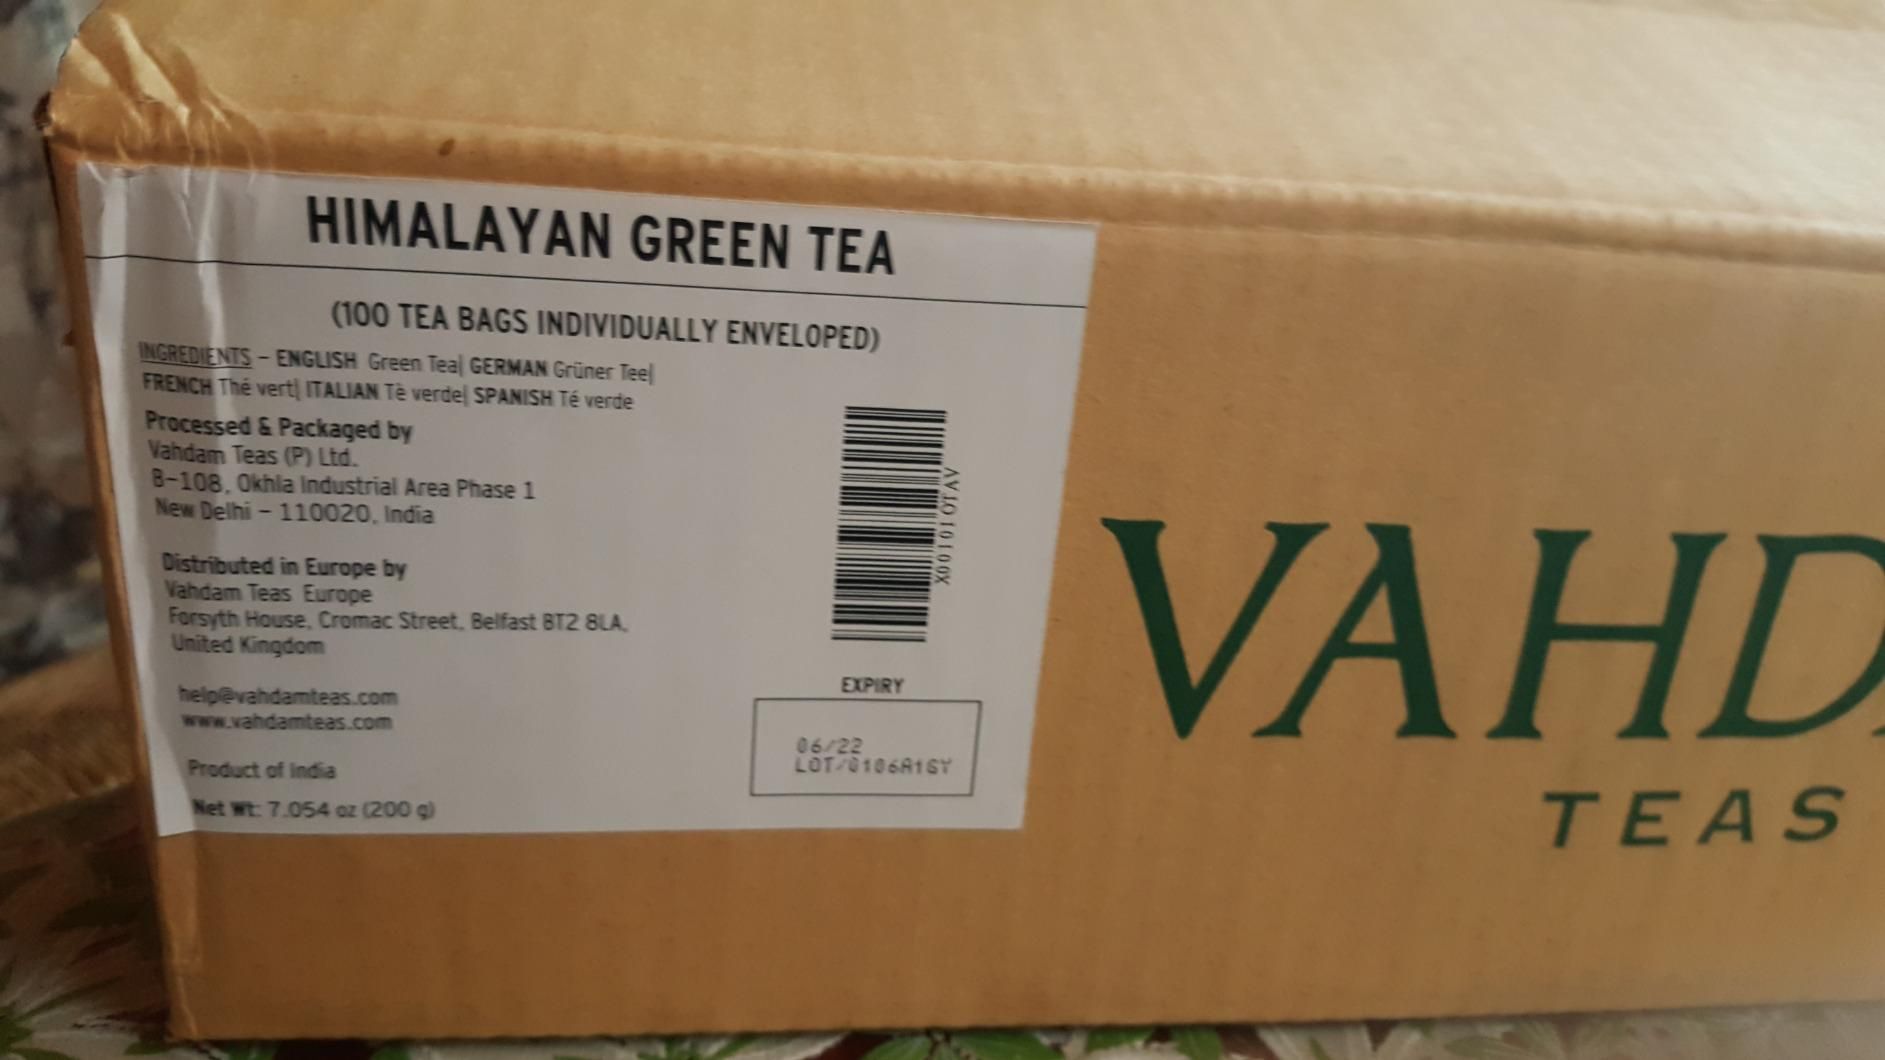 HIMALAYAN GREEN TEA
(100 TEA BAGS INDIVIDUALLY ENVELOPED)
INGREDIENTS - ENGLISH Green Tea| GERMAN Grüner Tee|
FRENCH Thé vert| ITALIAN Tè verde| SPANISH Té verde
Processed & Packaged by
Vahdam Teas (P) Ltd.
B-108, Okhla Industrial Area Phase 1
New Delhi - 110020, India
Distributed in Europe by
Vahdam Teas Europe
Forsyth House, Cromac Street, Belfast BT2 8LA,
United Kingdom
help@vahdamteas.com
www.vahdamteas.com
Product of India
Net Wt: 7.054 oz (200 g)
EXPIRY
06/22
VAHD
TEAS